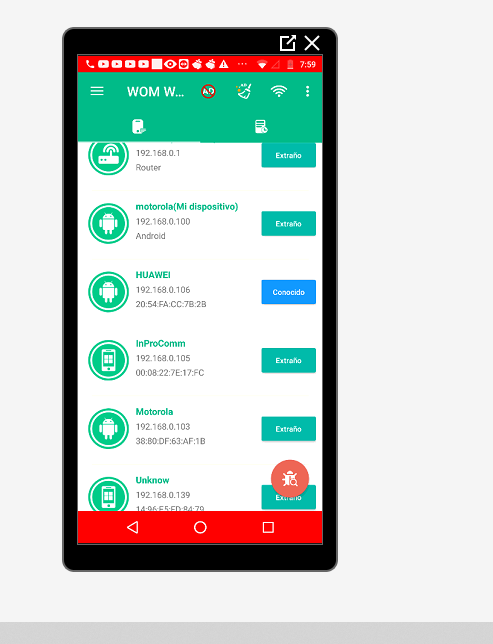 7:59
WOM W...
AD
192.168.0.1
Router
Extraño
motorola(Mi dispositivo)
192.168.0.100
Android
Extraño
HUAWEI
192.168.0.106
20:54:FA:CC:7B:2B
Conocido
InProComm
192.168.0.105
00:08:22:7E:17:FC
Extraño
Motorola
192.168.0.103
38:80:DF:63:AF:1B
Extraño
Unknow
192.168.0.139
14:96:E5:ED:84:79
Extraño